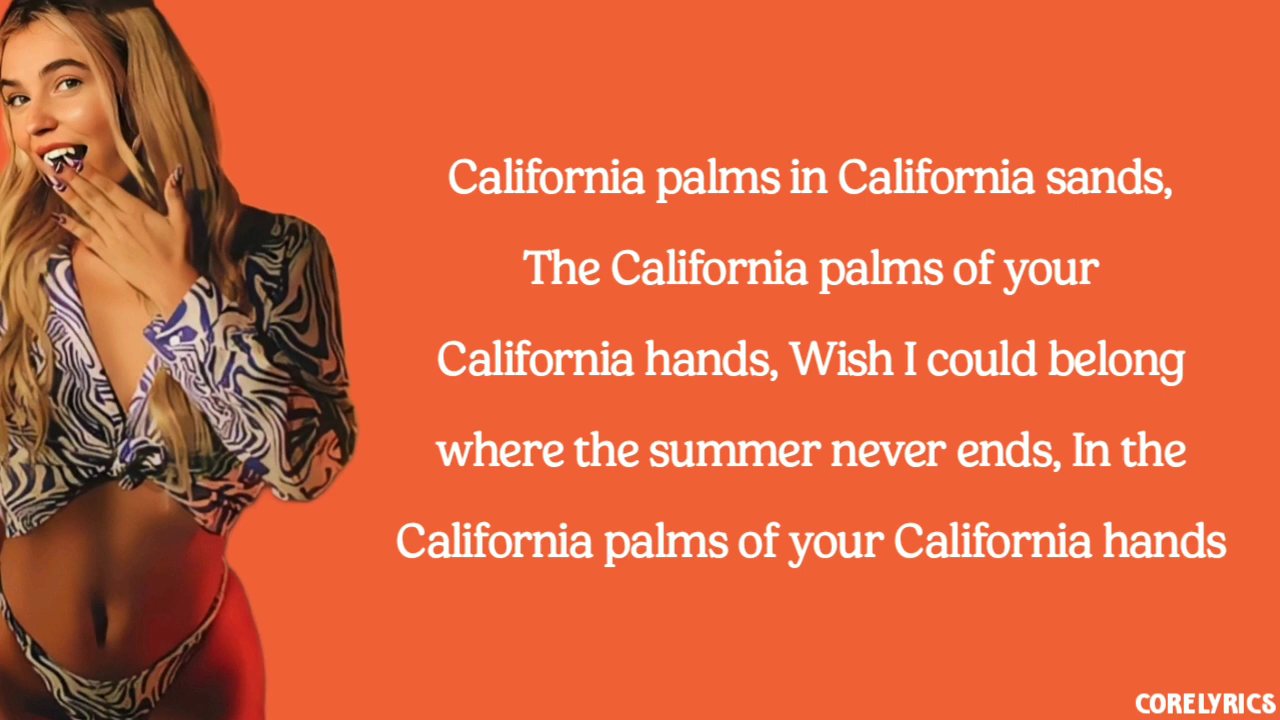 California palms in California sands,
The California palms of your
California hands, Wish I could belong
where the summer never ends, In the
California palms of your California hands
CORELYRICS